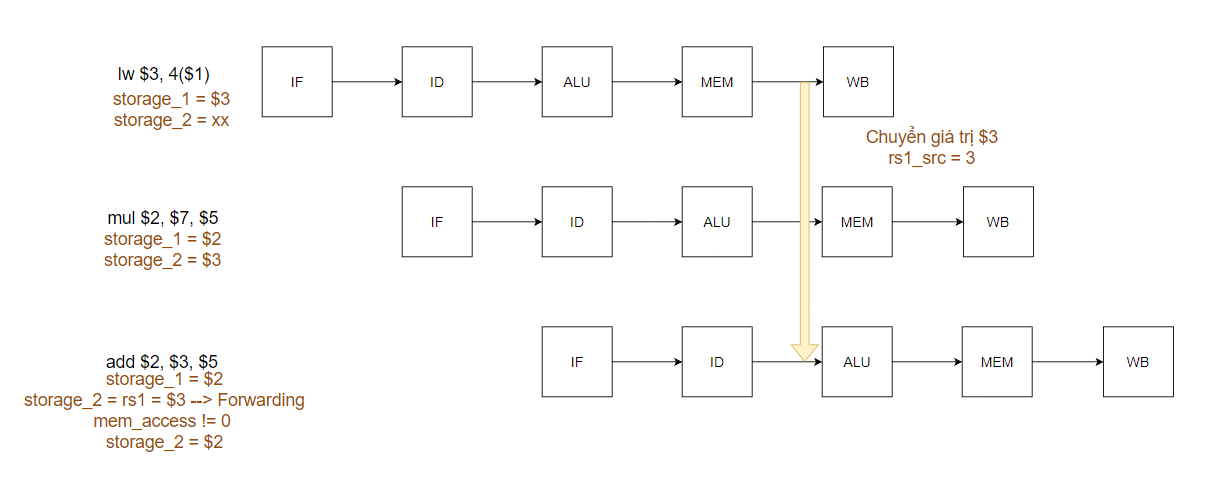 lw $3, 4($1)
storage_1 = $3
storage_2 = xx
IF
ID
ALU
MEM
WB
Chuyển giá trị $3
rs1_src = 3
mul $2, $7, $5
storage_1 = $2
storage_2 = $3
IF
ID
ALU
MEM
WB
add $2, $3, $5
storage_1 = $2
storage_2 = rs1 = $3 --> Forwarding
mem_access != 0
storage_2 = $2
IF
ID
ALU
MEM
WB